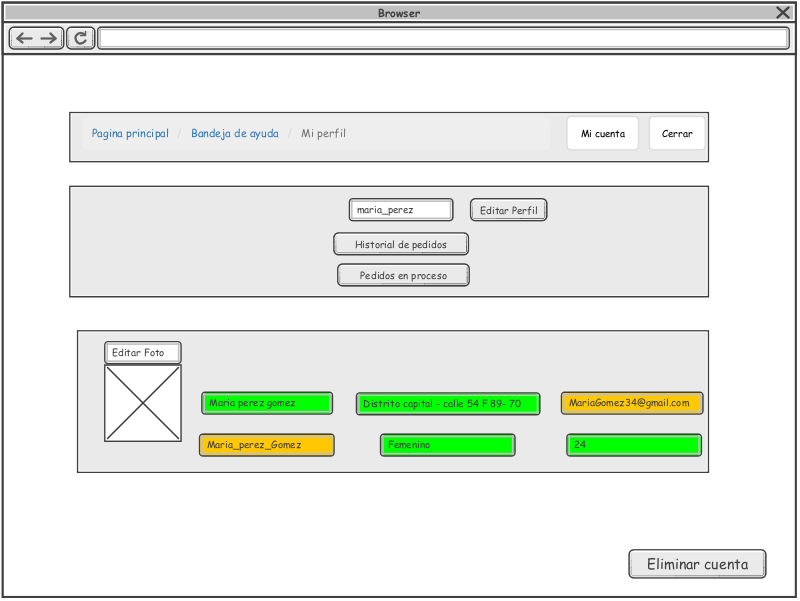 Browser
Pagina principal / Bandeja de ayuda / Mi perfil
Mi cuenta
Cerrar
maria_perez
Editar Perfil
Historial de pedidos
Pedidos en proceso
Editar Foto
Maria perez gomez
Distrito capital - calle 54 F 89- 70
MariaGomez34@gmail.com
Maria_perez_Gomez
Femenino
24
Eliminar cuenta